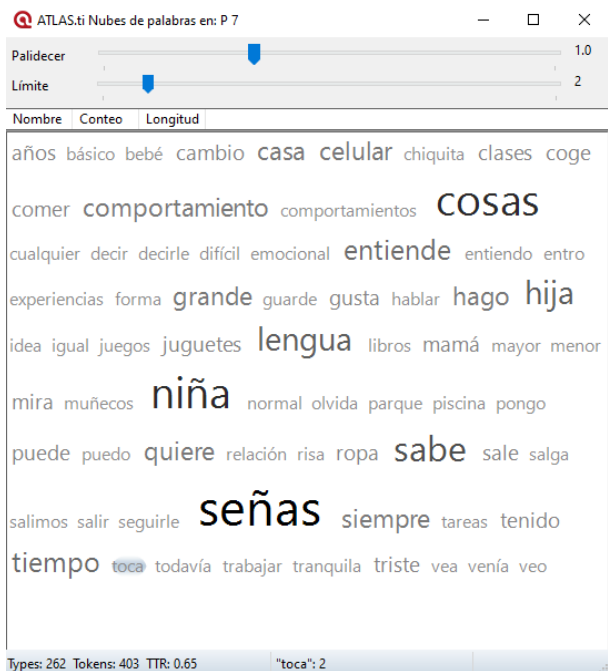 ATLAS.ti Nubes de palabras en: P 7
Palidecer 1.0
Límite 2
Nombre Conteo Longitud
años básico bebé cambio casa celular chiquita clases coge
comer comportamiento comportamientos cosas
cualquier decir decirle difícil emocional entiende entiendo entro
experiencias forma grande guarde gusta hablar hago hija
idea igual juegos juguetes lengua libros mamá mayor menor
mira muñecos niña normal olvida parque piscina pongo
puede puedo quiere relación risa ropa sabe sale salga
salimos salir seguirle señas siempre tareas tenido
tiempo toca todavía trabajar tranquila triste vea venía veo
Types: 262 Tokens: 403 TTR: 0.65 "toca": 2